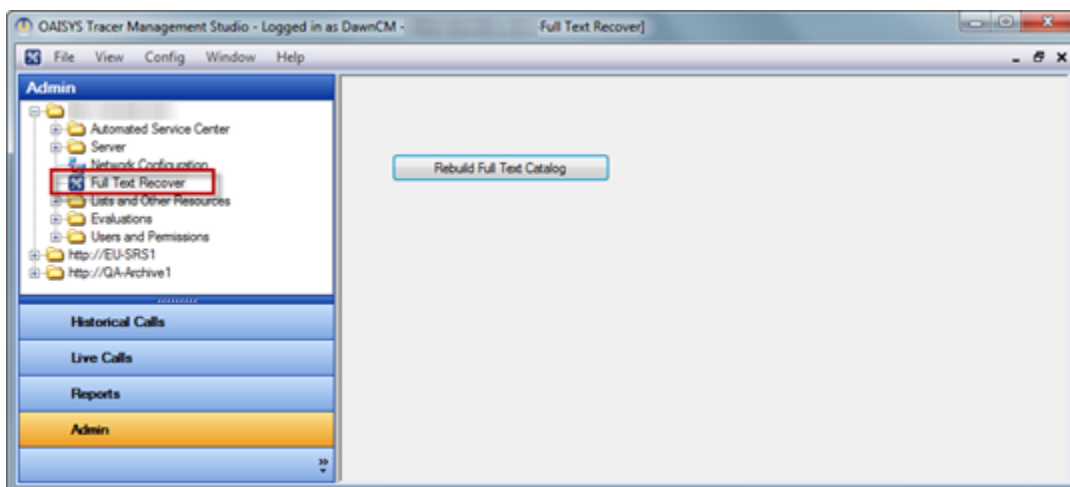 OAISYS Tracer Management Studio - Logged in as DawnCM - Full Text Recover]
File View Config Window Help
Admin
Automated Service Center
Server
Network Configuration
Full Text Recover
Lists and Other Resources
Evaluations
Users and Permissions
http://EU-SRS1
http://QA-Archive1
Rebuild Full Text Catalog
Historical Calls
Live Calls
Reports
Admin